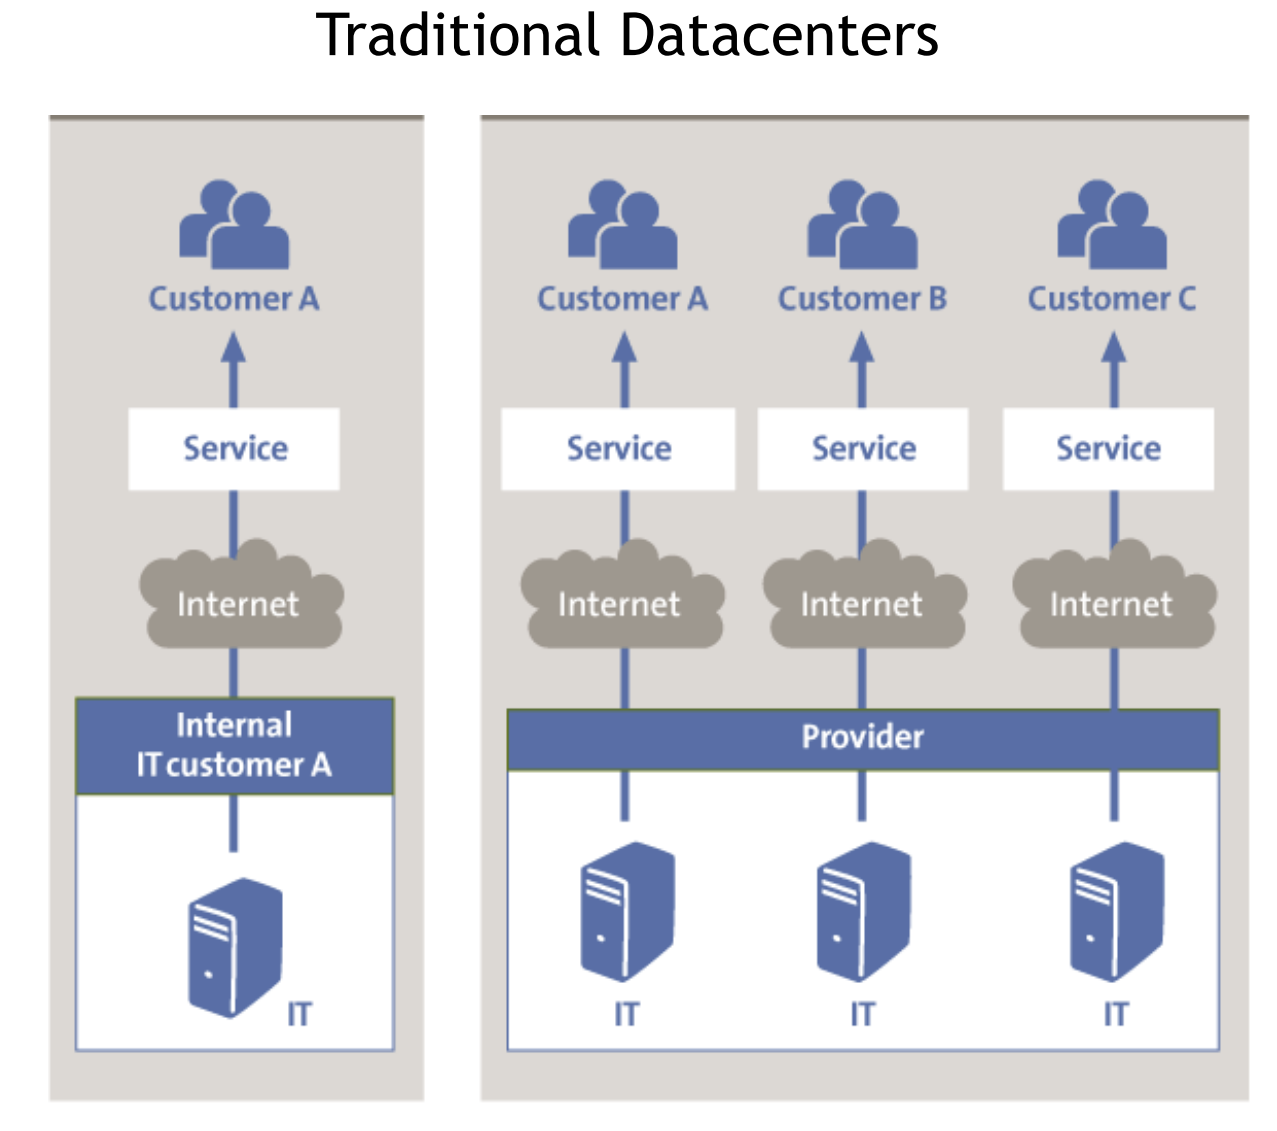 Traditional Datacenters
Customer A
Service
Internet
Internal
IT customer A
IT
Customer A
Customer B
Customer C
Service
Service
Service
Internet
Internet
Internet
Provider
IT
IT
IT